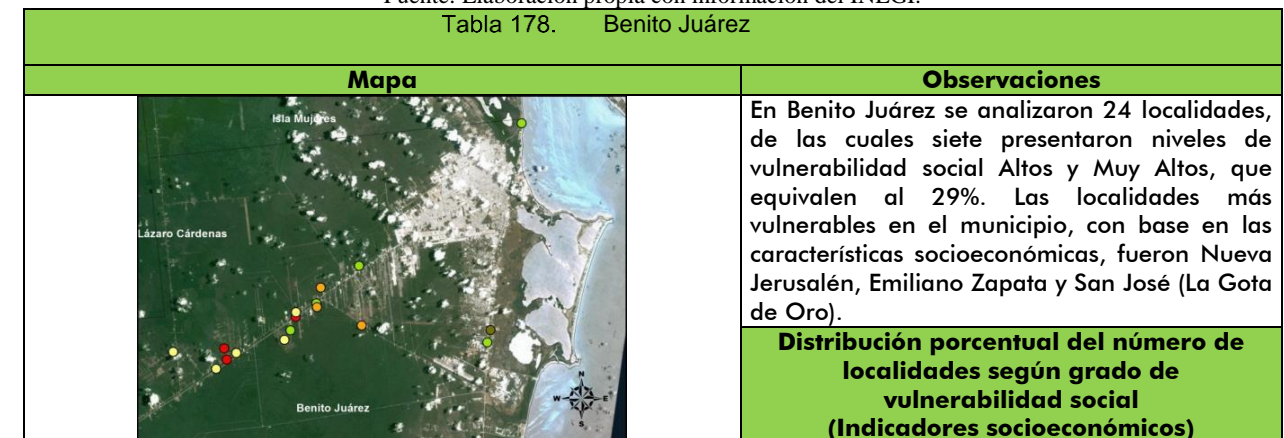 Fuente: Elaboración propia con información del INEGI.
Tabla 178. Benito Juárez
Mapa
Isla Mujeres
Lázaro Cárdenas
Benito Juárez
N
W E
S
Observaciones
En Benito Juárez se analizaron 24 localidades,
de las cuales siete presentaron niveles de
vulnerabilidad social Altos y Muy Altos, que
equivalen al 29%. Las localidades más
vulnerables en el municipio, con base en las
características socioeconómicas, fueron Nueva
Jerusalén, Emiliano Zapata y San José (La Gota
de Oro).
Distribución porcentual del número de
localidades según grado de
vulnerabilidad social
(Indicadores socioeconómicos)